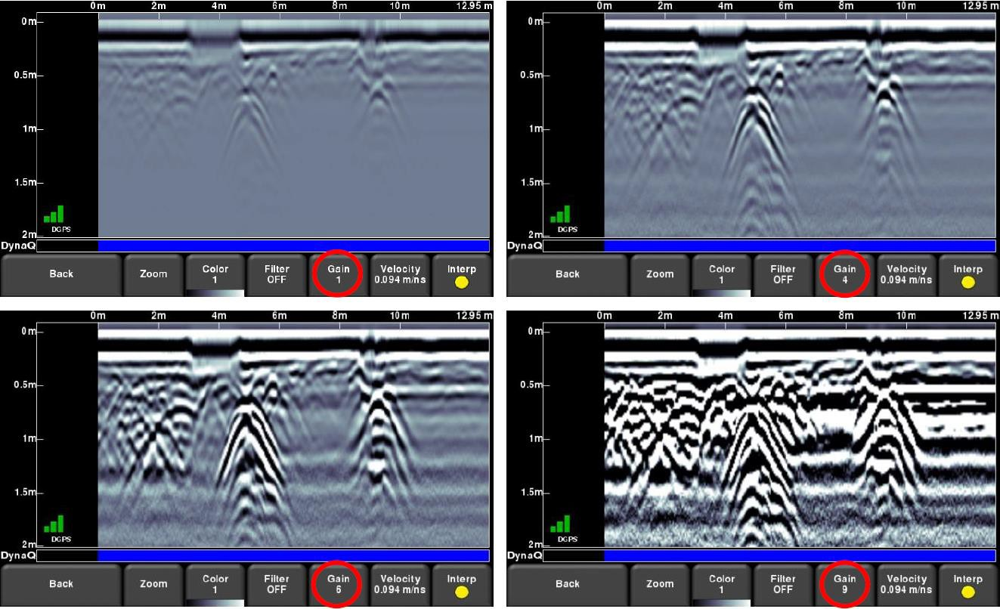 0m 2m 4m 6m 8m 10m 12.95 m
0m
0.5m
1m
1.5m
DGPS
2m
DynaQ
Back
Zoom
Color
1
Filter
OFF
Gain
1
Velocity
0.094 m/ns
Interp
0m 2m 4m 6m 8m 10m 12.95 m
0m
0.5m
1m
1.5m
DGPS
2m
DynaQ
Back
Zoom
Color
1
Filter
OFF
Gain
4
Velocity
0.094 m/ns
Interp
0m 2m 4m 6m 8m 10m 12.95 m
0m
0.5m
1m
1.5m
DGPS
2m
DynaQ
Back
Zoom
Color
1
Filter
OFF
Gain
6
Velocity
0.094 m/ns
Interp
0m 2m 4m 6m 8m 10m 12.95 m
0m
0.5m
1m
1.5m
DGPS
2m
DynaQ
Back
Zoom
Color
1
Filter
OFF
Gain
9
Velocity
0.094 m/ns
Interp